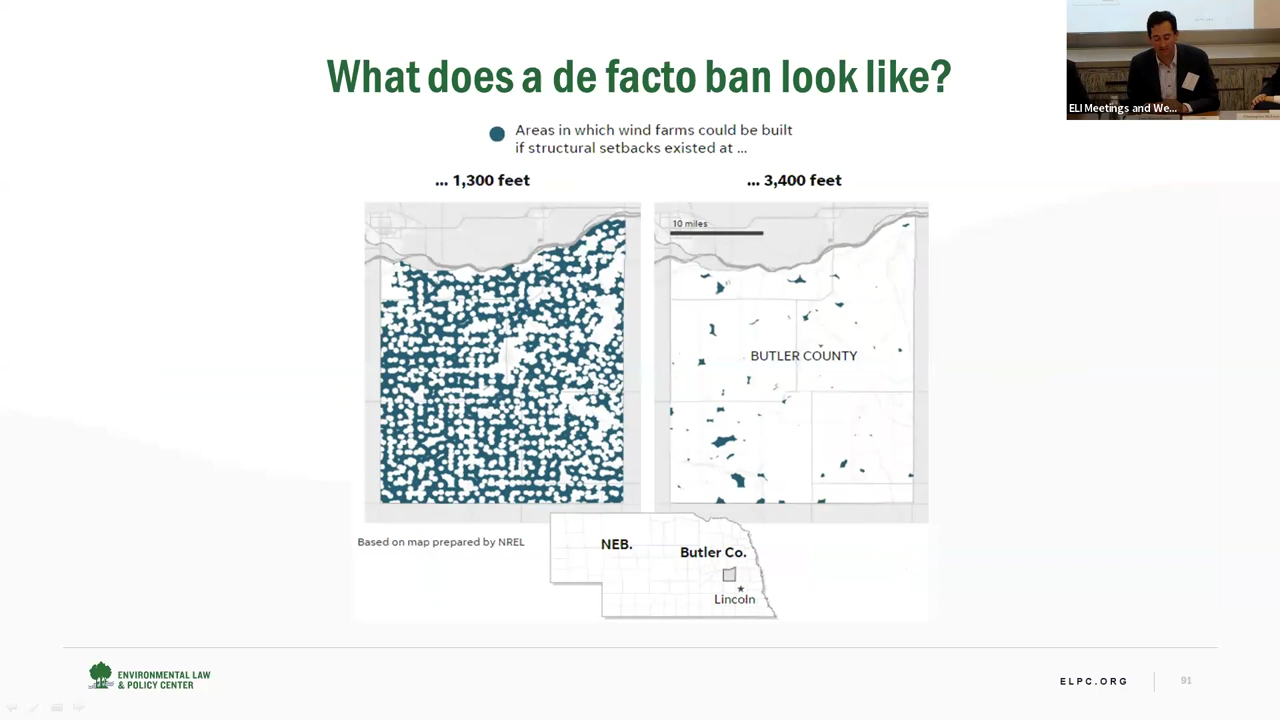 What does a de facto ban look like?
ELI Meetings and We...
Areas in which wind farms could be built
if structural setbacks existed at ...
... 1,300 feet
... 3,400 feet
10 miles
BUTLER COUNTY
Based on map prepared by NREL
NEB.
Butler Co.
Lincoln
ENVIRONMENTAL LAW
& POLICY CENTER
ELPC.ORG
91